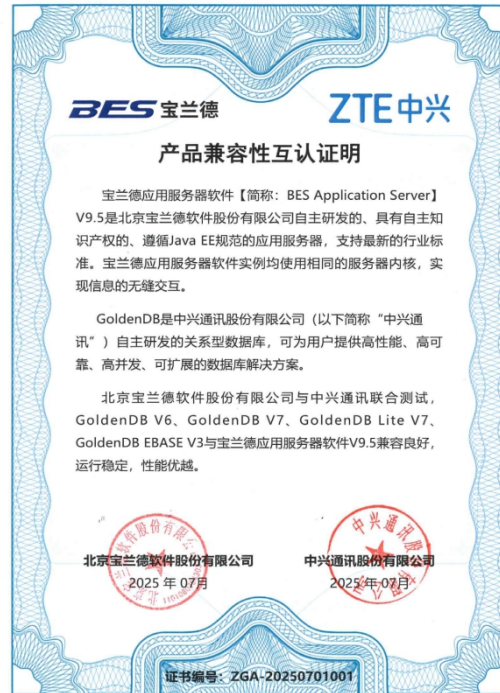 BES 宝兰德
ZTE中兴
产品兼容性互认证明
宝兰德应用服务器软件【简称：BES Application Server】
V9.5是北京宝兰德软件股份有限公司自主研发的、具有自主知
识产权的、遵循Java EE规范的应用服务器，支持最新的行业标
准。宝兰德应用服务器软件实例均使用相同的服务器内核，实
现信息的无缝交互。
GoldenDB是中兴通讯股份有限公司（以下简称“中兴通
讯”）自主研发的关系型数据库，可为用户提供高性能、高可
靠、高并发、可扩展的数据库解决方案。
北京宝兰德软件股份有限公司与中兴通讯联合测试，
GoldenDB V6、GoldenDB V7、GoldenDB Lite V7、
GoldenDB EBASE V3与宝兰德应用服务器软件V9.5兼容良好，
运行稳定，性能优越。
北京宝兰德软件股份有限公司
2025 年 07月
中兴通讯股份有限公司
2025 年 07月
证书编号：ZGA-20250701001